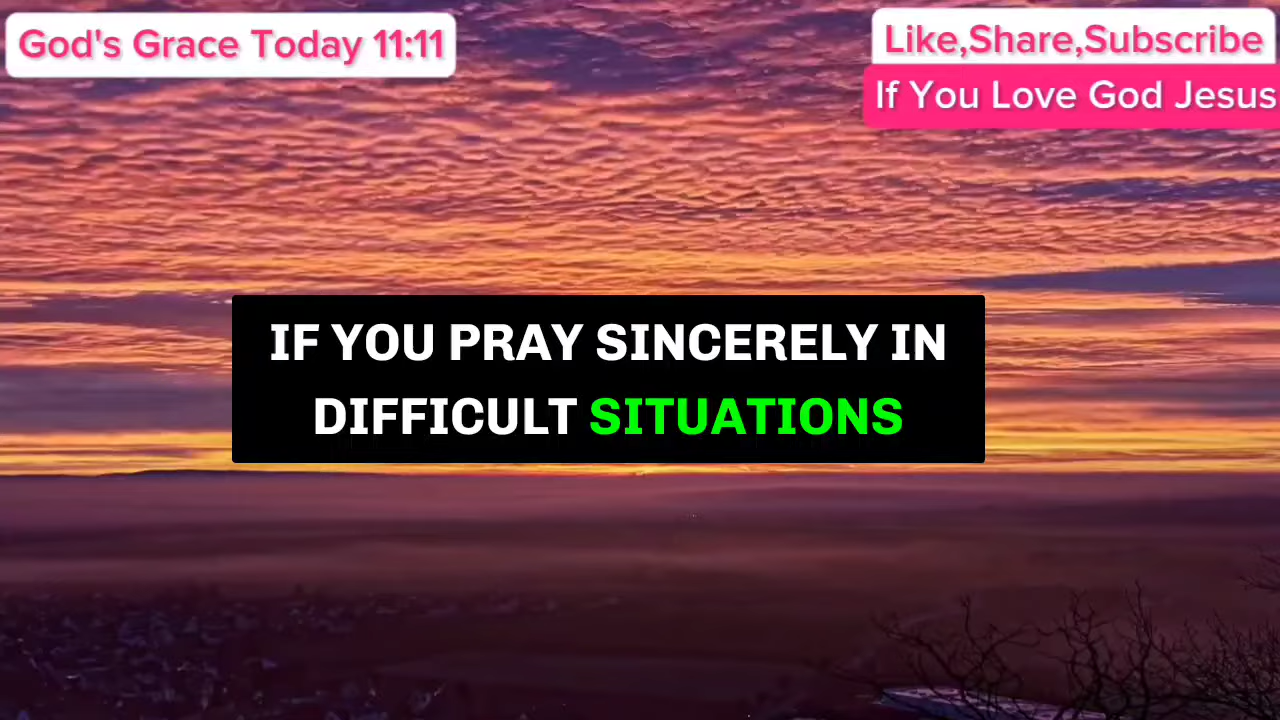 God's Grace Today 11:11
Like,Share,Subscribe
If You Love God Jesus
IF YOU PRAY SINCERELY IN
DIFFICULT SITUATIONS